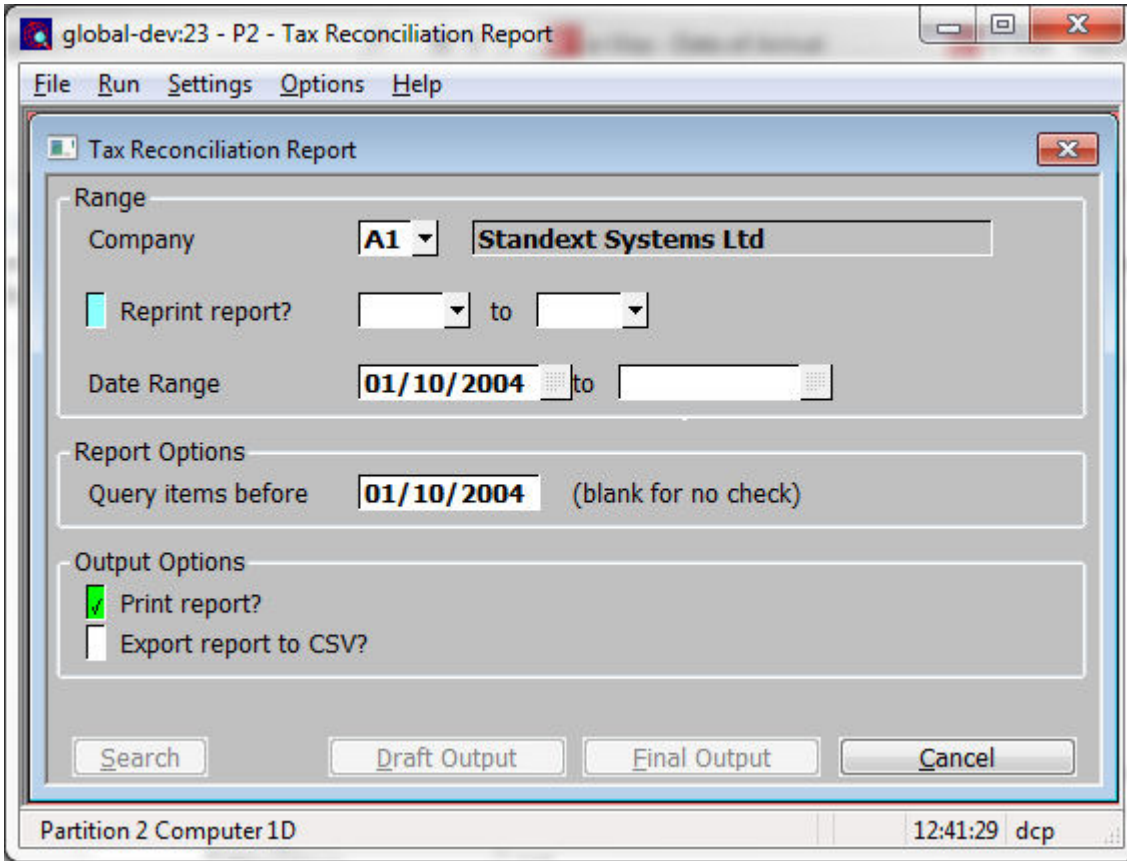 global-dev:23 - P2 - Tax Reconciliation Report
File Run Settings Options Help
Tax Reconciliation Report
Range
Company A1 Standext Systems Ltd
Reprint report? to
Date Range 01/10/2004 to
Report Options
Query items before 01/10/2004 (blank for no check)
Output Options
Print report?
Export report to CSV?
Search Draft Output Final Output Cancel
Partition 2 Computer 1D 12:41:29 dcp